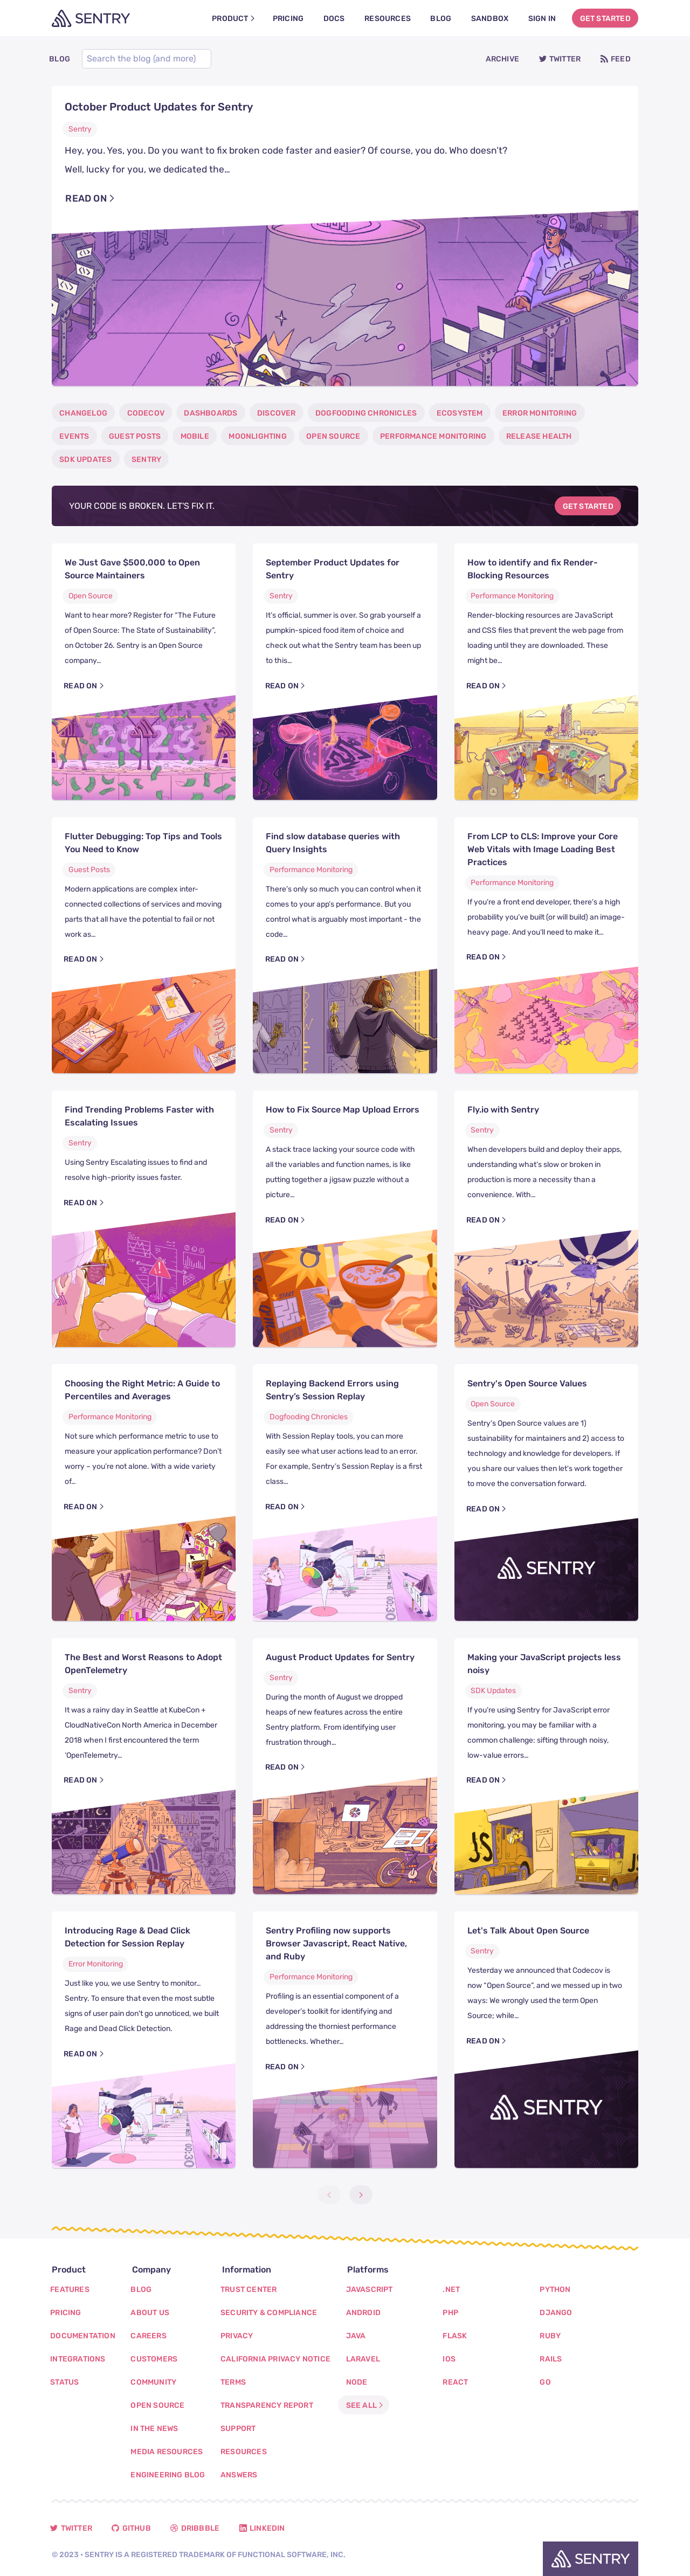 SENTRY
PRODUCT PRICING DOCS RESOURCES BLOG SANDBOX SIGN IN GET STARTED
BLOG Search the blog (and more) ARCHIVE TWITTER FEED
October Product Updates for Sentry
Sentry
Hey, you. Yes, you. Do you want to fix broken code faster and easier? Of course, you do. Who doesn't?
Well, lucky for you, we dedicated the…
READ ON
CHANGELOG CODECOV DASHBOARDS DISCOVER DOGFOODING CHRONICLES ECOSYSTEM ERROR MONITORING
EVENTS GUEST POSTS MOBILE MOONLIGHTING OPEN SOURCE PERFORMANCE MONITORING RELEASE HEALTH
SDK UPDATES SENTRY
YOUR CODE IS BROKEN. LET'S FIX IT. GET STARTED
We Just Gave $500,000 to Open
Source Maintainers
Open Source
Want to hear more? Register for "The Future
of Open Source: The State of Sustainability",
on October 26. Sentry is an Open Source
company…
READ ON
September Product Updates for
Sentry
Sentry
It's official, summer is over. So grab yourself a
pumpkin-spiced food item of choice and
check out what the Sentry team has been up
to this…
READ ON
How to identify and fix Render-
Blocking Resources
Performance Monitoring
Render-blocking resources are JavaScript
and CSS files that prevent the web page from
loading until they are downloaded. These
might be…
READ ON
Flutter Debugging: Top Tips and Tools
You Need to Know
Guest Posts
Modern applications are complex inter-
connected collections of services and moving
parts that all have the potential to fail or not
work as…
READ ON
Find slow database queries with
Query Insights
Performance Monitoring
There's only so much you can control when it
comes to your app's performance. But you
control what is arguably most important - the
code…
READ ON
From LCP to CLS: Improve your Core
Web Vitals with Image Loading Best
Practices
Performance Monitoring
If you're a front end developer, there's a high
probability you've built (or will build) an image-
heavy page. And you'll need to make it…
READ ON
Find Trending Problems Faster with
Escalating Issues
Sentry
Using Sentry Escalating issues to find and
resolve high-priority issues faster.
READ ON
How to Fix Source Map Upload Errors
Sentry
A stack trace lacking your source code with
all the variables and function names, is like
putting together a jigsaw puzzle without a
picture…
READ ON
Fly.io with Sentry
Sentry
When developers build and deploy their apps,
understanding what's slow or broken in
production is more a necessity than a
convenience. With…
READ ON
Choosing the Right Metric: A Guide to
Percentiles and Averages
Performance Monitoring
Not sure which performance metric to use to
measure your application performance? Don't
worry – you're not alone. With a wide variety
of…
READ ON
Replaying Backend Errors using
Sentry's Session Replay
Dogfooding Chronicles
With Session Replay tools, you can more
easily see what user actions lead to an error.
For example, Sentry's Session Replay is a first
class…
READ ON
Sentry's Open Source Values
Open Source
Sentry's Open Source values are 1)
sustainability for maintainers and 2) access to
technology and knowledge for developers. If
you share our values then let's work together
to move the conversation forward.
READ ON
SENTRY
The Best and Worst Reasons to Adopt
OpenTelemetry
Sentry
It was a rainy day in Seattle at KubeCon +
CloudNativeCon North America in December
2018 when I first encountered the term
'OpenTelemetry…
READ ON
August Product Updates for Sentry
Sentry
During the month of August we dropped
heaps of new features across the entire
Sentry platform. From identifying user
frustration through…
READ ON
Making your JavaScript projects less
noisy
SDK Updates
If you're using Sentry for JavaScript error
monitoring, you may be familiar with a
common challenge: sifting through noisy,
low-value errors…
READ ON
JS
JS
Introducing Rage & Dead Click
Detection for Session Replay
Error Monitoring
Just like you, we use Sentry to monitor…
Sentry. To ensure that even the most subtle
signs of user pain don't go unnoticed, we built
Rage and Dead Click Detection.
READ ON
Sentry Profiling now supports
Browser Javascript, React Native,
and Ruby
Performance Monitoring
Profiling is an essential component of a
developer's toolkit for identifying and
addressing the thorniest performance
bottlenecks. Whether…
READ ON
Let's Talk About Open Source
Sentry
Yesterday we announced that Codecov is
now "Open Source", and we messed up in two
ways: We wrongly used the term Open
Source; while…
READ ON
SENTRY
Product
FEATURES
PRICING
DOCUMENTATION
INTEGRATIONS
STATUS
Company
BLOG
ABOUT US
CAREERS
CUSTOMERS
COMMUNITY
OPEN SOURCE
IN THE NEWS
MEDIA RESOURCES
ENGINEERING BLOG
Information
TRUST CENTER
SECURITY & COMPLIANCE
PRIVACY
CALIFORNIA PRIVACY NOTICE
TERMS
TRANSPARENCY REPORT
SUPPORT
RESOURCES
ANSWERS
Platforms
JAVASCRIPT
ANDROID
JAVA
LARAVEL
NODE
SEE ALL
.NET
PHP
FLASK
IOS
REACT
PYTHON
DJANGO
RUBY
RAILS
GO
TWITTER GITHUB DRIBBBLE LINKEDIN
© 2023 • SENTRY IS A REGISTERED TRADEMARK OF FUNCTIONAL SOFTWARE, INC.
SENTRY